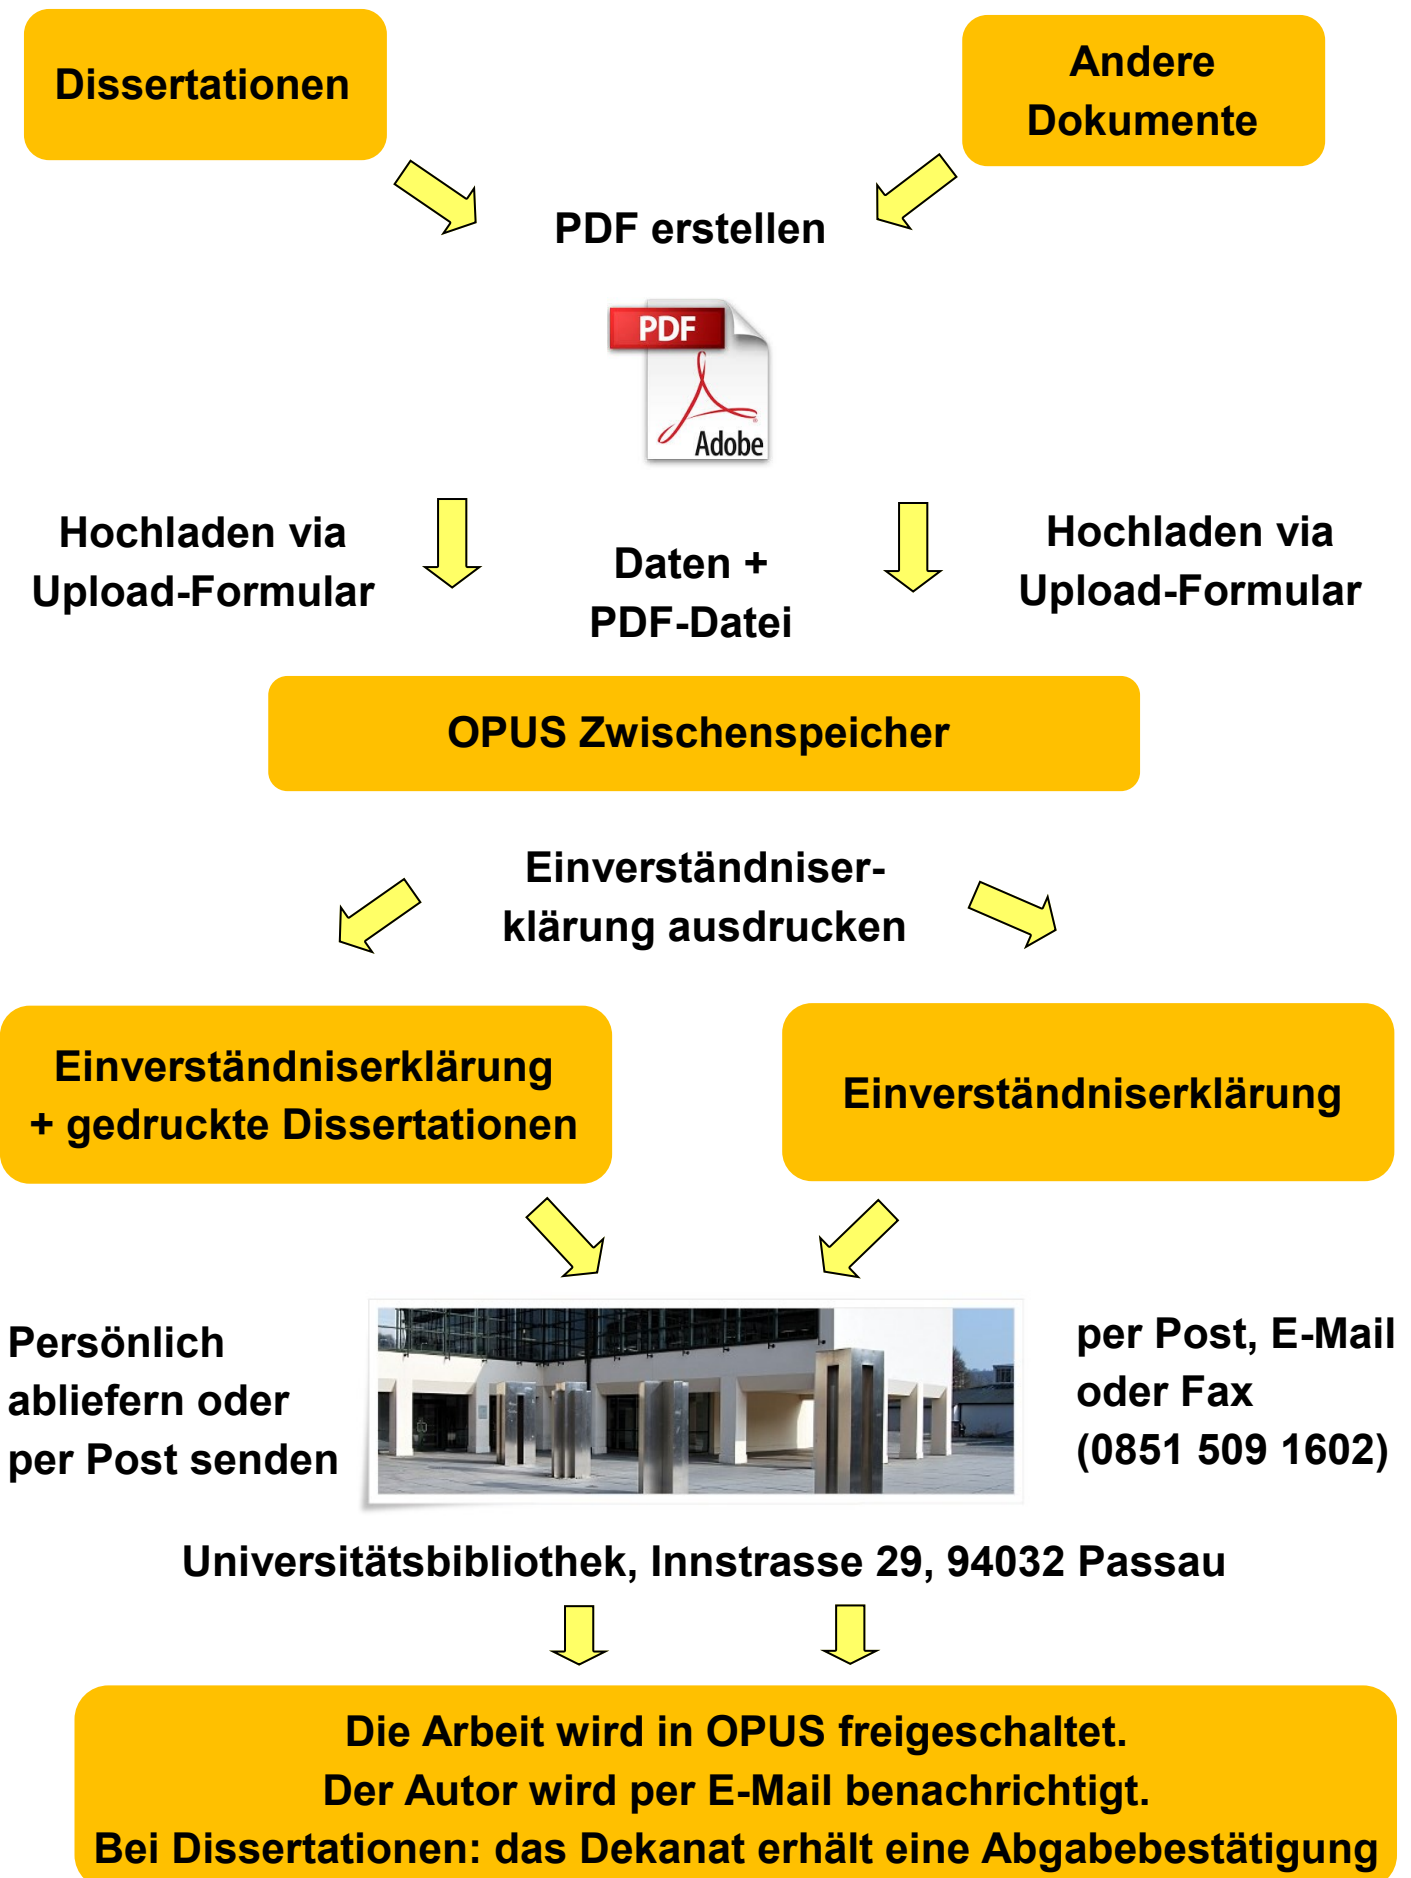 Dissertationen
Andere
Dokumente
PDF erstellen
PDF
Adobe
Hochladen via
Upload-Formular
Daten +
PDF-Datei
Hochladen via
Upload-Formular
OPUS Zwischenspeicher
Einverständniser-
klärung ausdrucken
Einverständniserklärung
+ gedruckte Dissertationen
Einverständniserklärung
Persönlich
abliefern oder
per Post senden
per Post, E-Mail
oder Fax
(0851 509 1602)
Universitätsbibliothek, Innstrasse 29, 94032 Passau
Die Arbeit wird in OPUS freigeschaltet.
Der Autor wird per E-Mail benachrichtigt.
Bei Dissertationen: das Dekanat erhält eine Abgabebestätigung